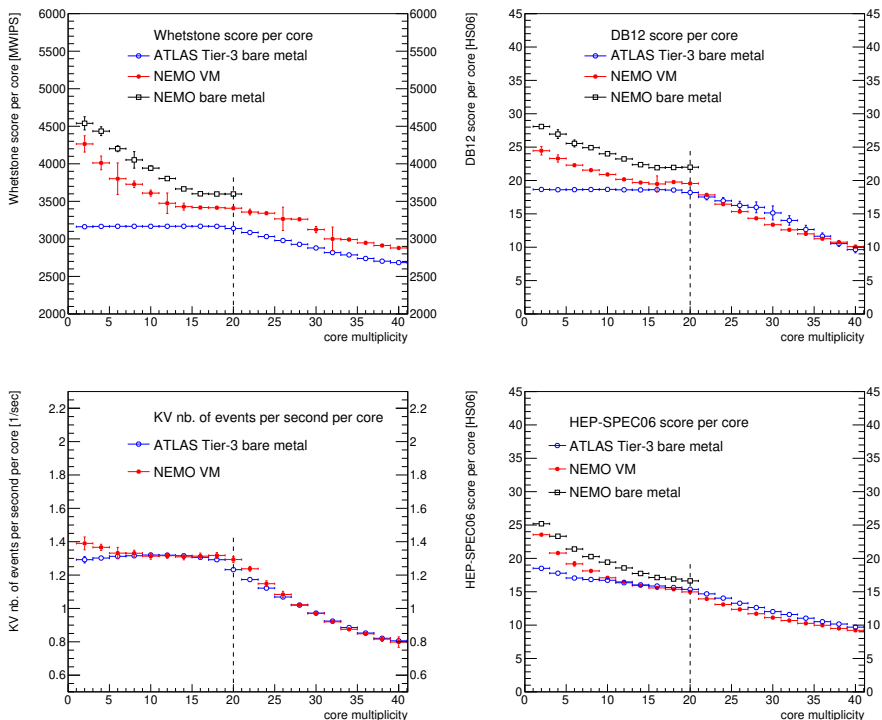 Whetstone score per core [MWIPS]
Whetstone score per core
ATLAS Tier-3 bare metal
NEMO VM
NEMO bare metal
6000 6000
5500 5500
5000 5000
4500 4500
4000 4000
3500 3500
3000 3000
2500 2500
2000 2000
0 5 10 15 20 25 30 35 40
core multiplicity
DB12 score per core [HS06]
DB12 score per core
ATLAS Tier-3 bare metal
NEMO VM
NEMO bare metal
45 45
40 40
35 35
30 30
25 25
20 20
15 15
10 10
5 5
0 0
0 5 10 15 20 25 30 35 40
core multiplicity
KV nb. of events per second per core [1/sec]
KV nb. of events per second per core
ATLAS Tier-3 bare metal
NEMO VM
2.2 2.2
2 2
1.8 1.8
1.6 1.6
1.4 1.4
1.2 1.2
1 1
0.8 0.8
0.6 0.6
0 5 10 15 20 25 30 35 40
core multiplicity
HEP-SPEC06 score per core [HS06]
HEP-SPEC06 score per core
ATLAS Tier-3 bare metal
NEMO VM
NEMO bare metal
45 45
40 40
35 35
30 30
25 25
20 20
15 15
10 10
5 5
0 0
0 5 10 15 20 25 30 35 40
core multiplicity